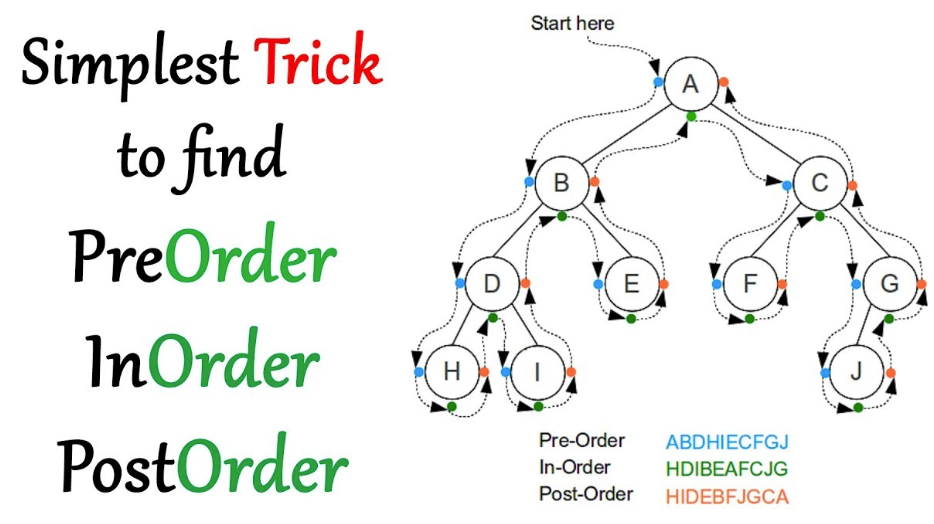 Simplest Trick
to find
PreOrder
InOrder
PostOrder
Start here
A
B
C
D
E
F
G
H
I
J
Pre-Order ABDHIECFGJ
In-Order HDIBEAFCJG
Post-Order HIDEBFJGCA